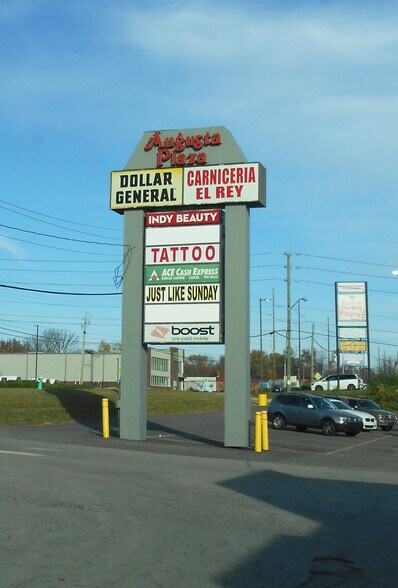 Augusta
Plaza
DOLLAR
GENERAL
CARNICERIA
EL REY
INDY BEAUTY
TATTOO
ACE Cash Express
JUST LIKE SUNDAY
boost